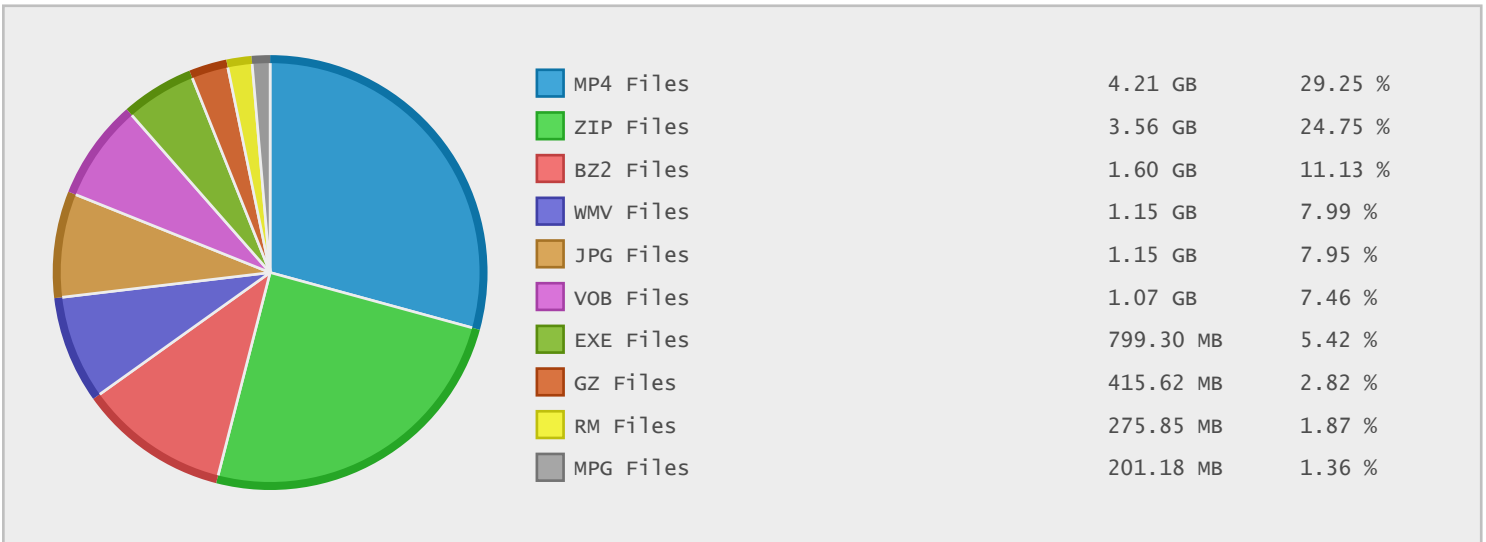 MP4 Files 4.21 GB 29.25 %
ZIP Files 3.56 GB 24.75 %
BZ2 Files 1.60 GB 11.13 %
WMV Files 1.15 GB 7.99 %
JPG Files 1.15 GB 7.95 %
VOB Files 1.07 GB 7.46 %
EXE Files 799.30 MB 5.42 %
GZ Files 415.62 MB 2.82 %
RM Files 275.85 MB 1.87 %
MPG Files 201.18 MB 1.36 %